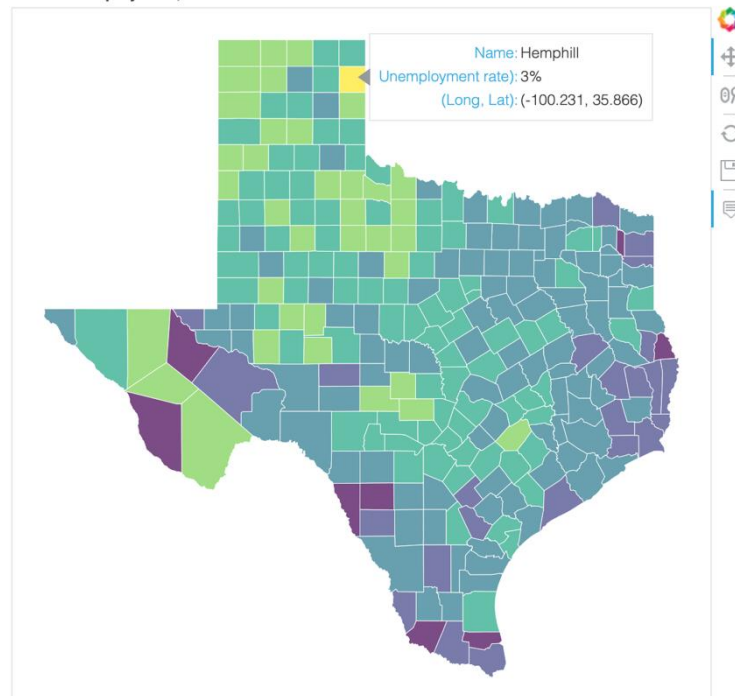 Name: Hemphill
Unemployment rate): 3%
(Long, Lat): (-100.231, 35.866)